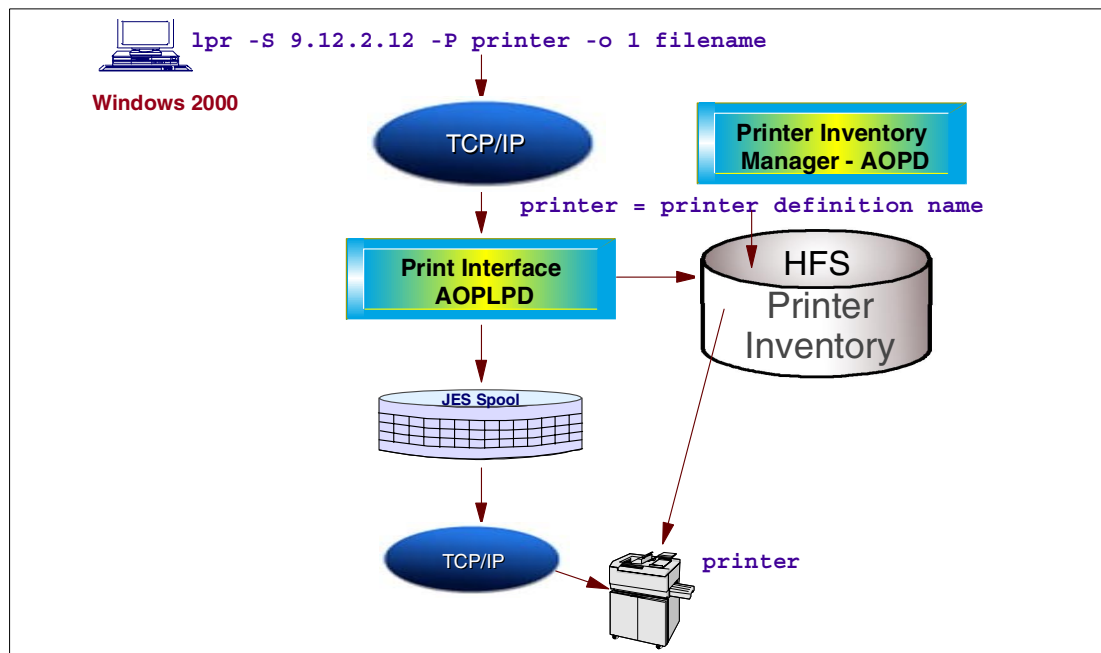 lpr -S 9.12.2.12 -P printer -o 1 filename
Windows 2000
TCP/IP
Printer Inventory
Manager - AOPD
printer = printer definition name
Print Interface
AOPLPD
HFS
Printer
Inventory
JES Spool
TCP/IP
printer